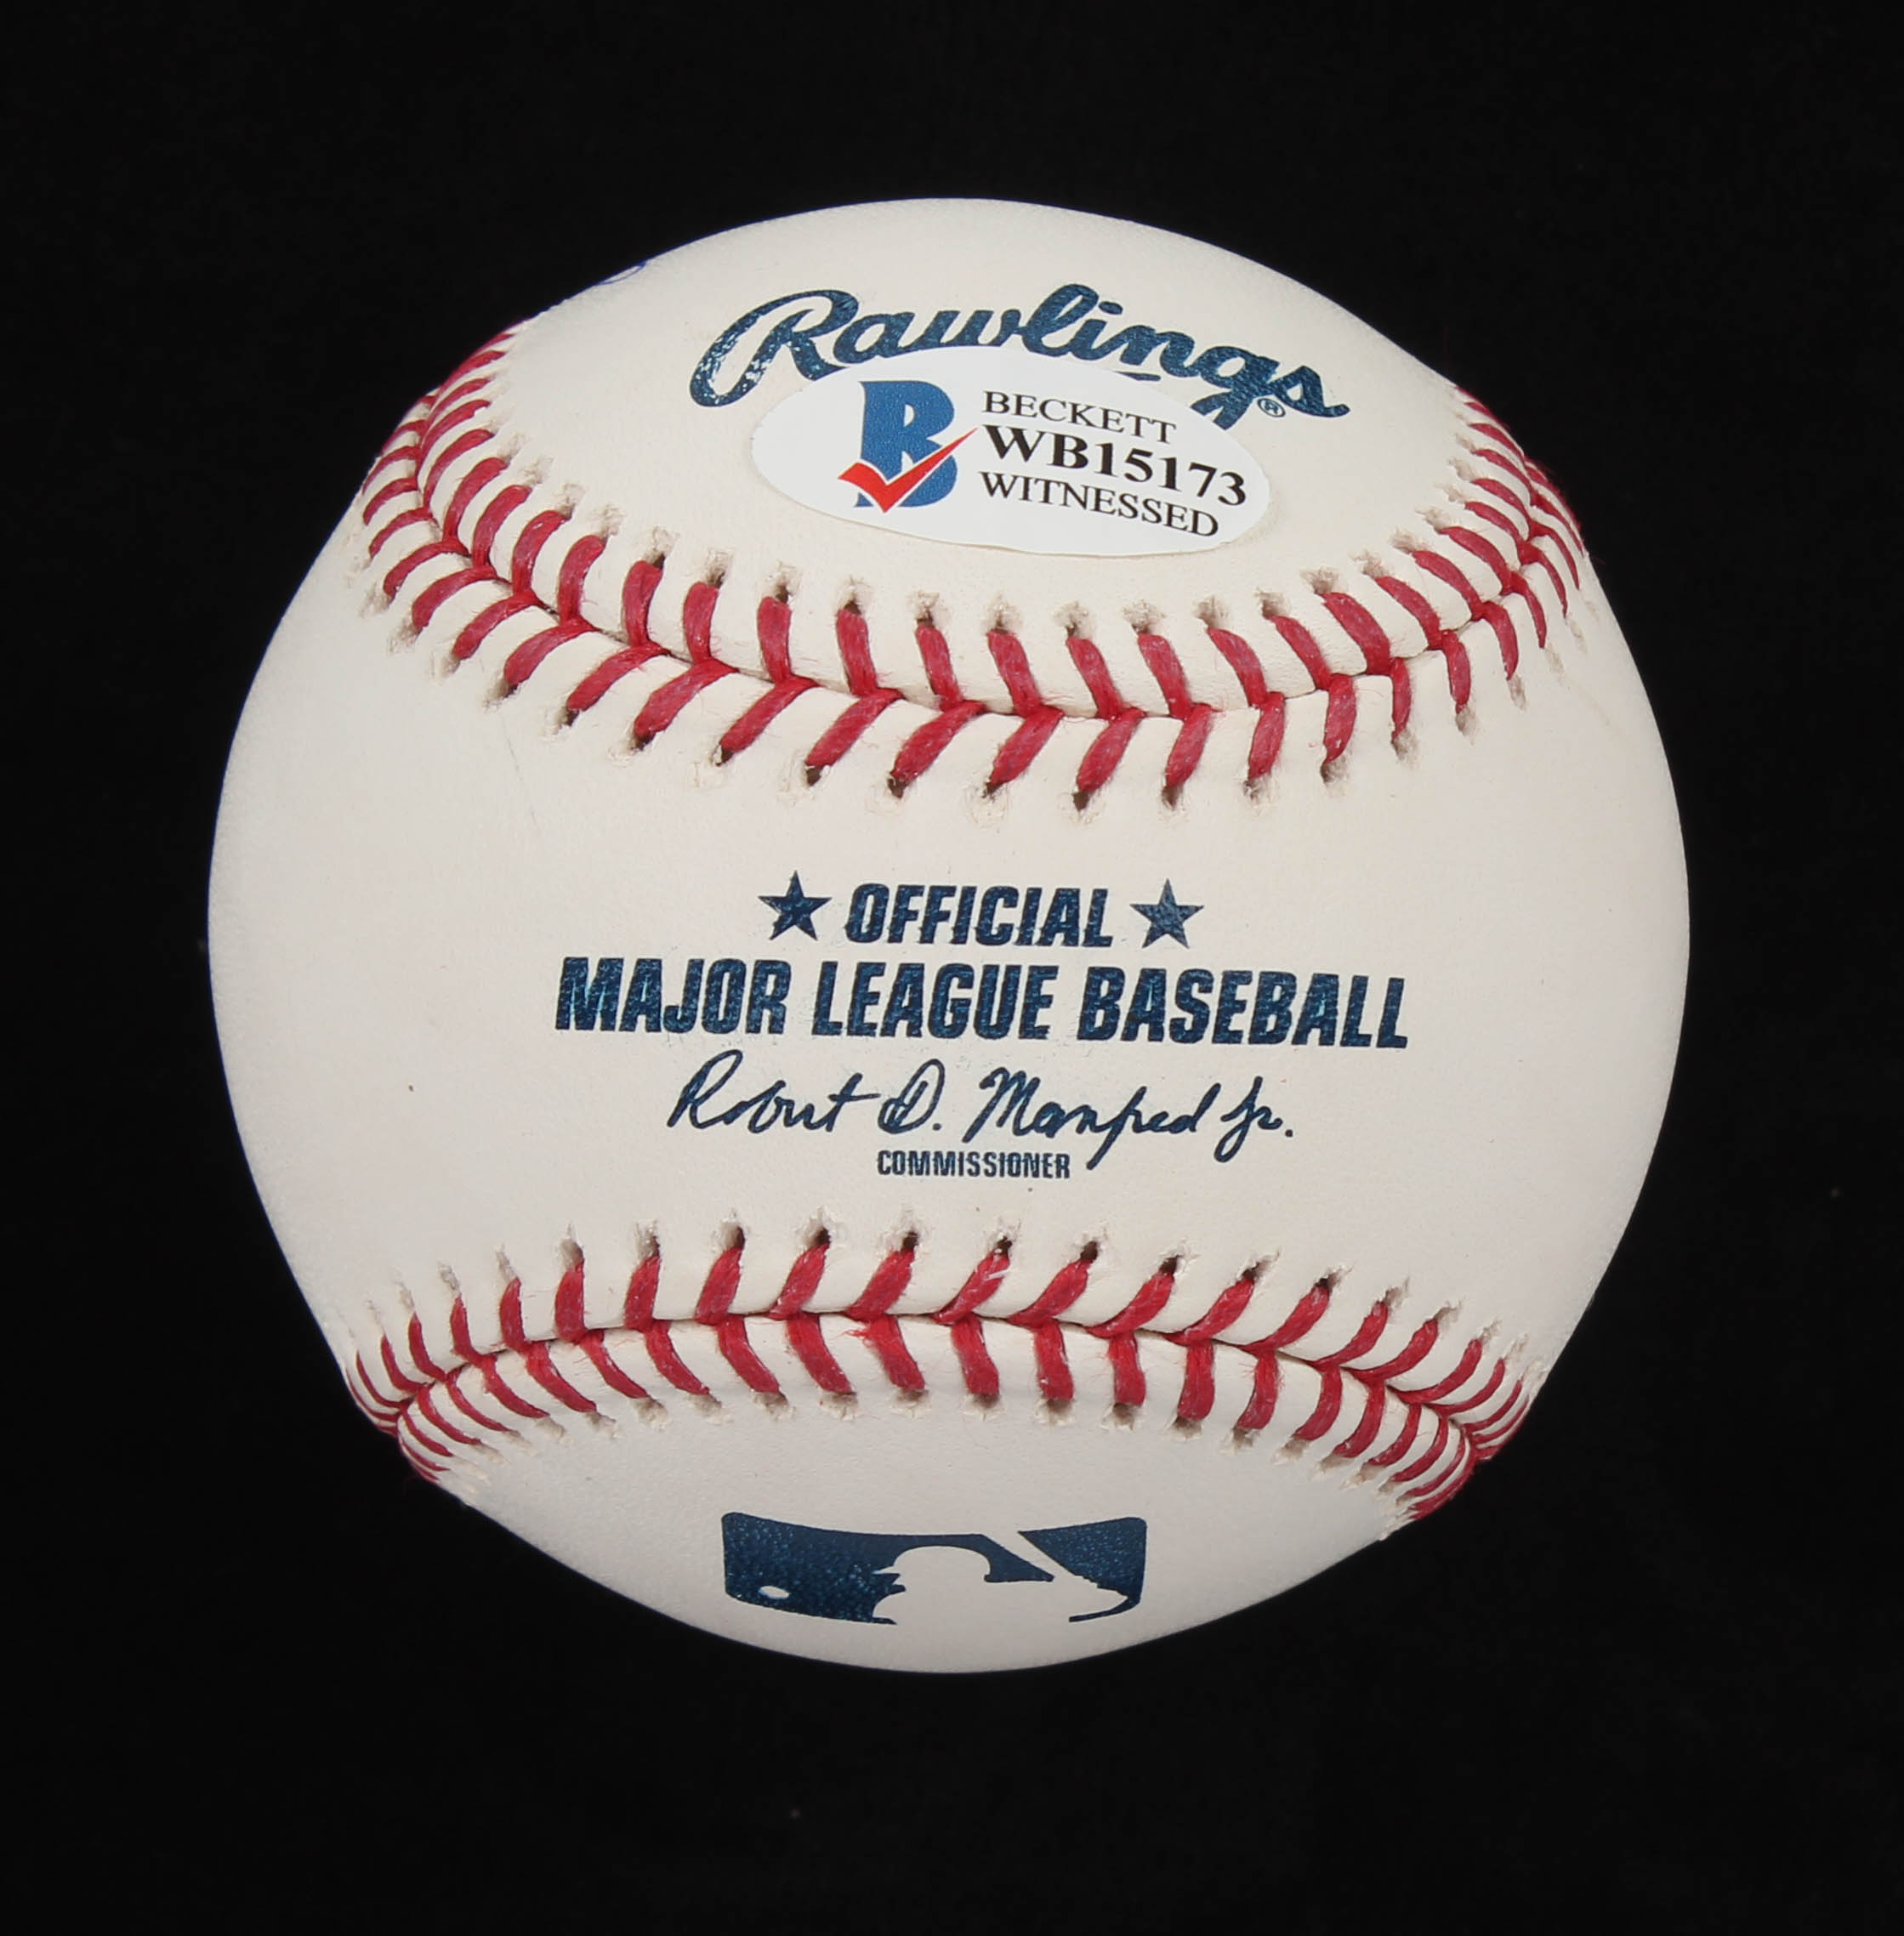 Rawlings®
BECKETT
WB15173
WITNESSED
★ OFFICIAL ★
MAJOR LEAGUE BASEBALL
Robert D. Manfred Jr.
COMMISSIONER